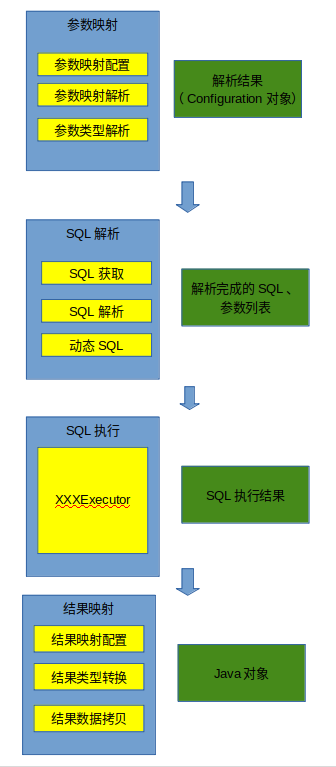 参数映射
参数映射配置
参数映射解析
参数类型解析
解析结果
（ Configuration 对象）
SQL 解析
SQL 获取
SQL 解析
动态 SQL
解析完成的 SQL 、
参数列表
SQL 执行
XXXExecutor
SQL 执行结果
结果映射
结果映射配置
结果类型转换
结果数据拷贝
Java 对象